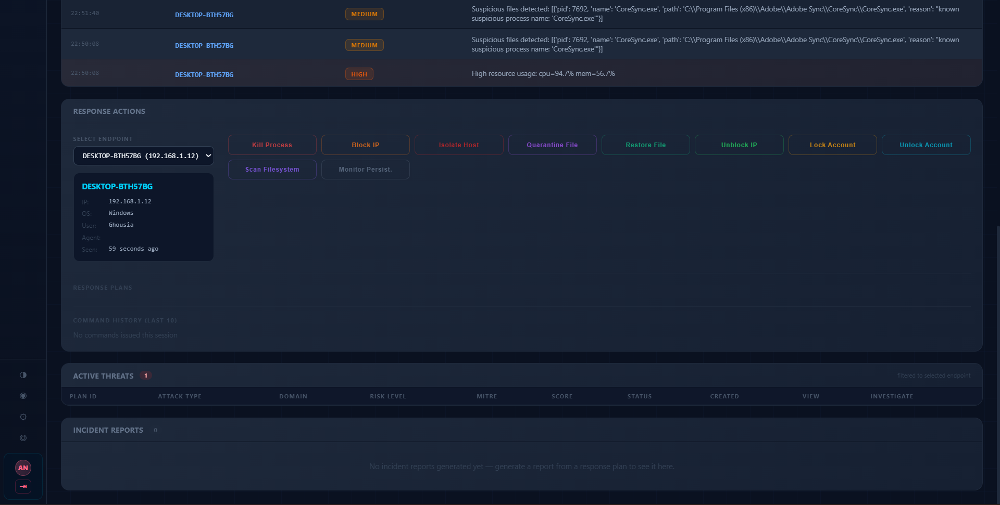 22:51:40
DESKTOP-BTH57BG
MEDIUM
Suspicious files detected: [{'pid': 7692, 'name': 'CoreSync.exe', 'path': 'C:\\Program Files (x86)\\Adobe\\Adobe Sync\\CoreSync\\CoreSync.exe', 'reason': "known
suspicious process name: 'CoreSync.exe'"}]
22:50:08
DESKTOP-BTH57BG
MEDIUM
Suspicious files detected: [{'pid': 7692, 'name': 'CoreSync.exe', 'path': 'C:\\Program Files (x86)\\Adobe\\Adobe Sync\\CoreSync\\CoreSync.exe', 'reason': "known
suspicious process name: 'CoreSync.exe'"}]
22:50:08
DESKTOP-BTH57BG
HIGH
High resource usage: cpu=94.7% mem=56.7%
RESPONSE ACTIONS
SELECT ENDPOINT
DESKTOP-BTH57BG (192.168.1.12)
Kill Process
Block IP
Isolate Host
Quarantine File
Restore File
Unblock IP
Lock Account
Unlock Account
Scan Filesystem
Monitor Persist.
DESKTOP-BTH57BG
IP: 192.168.1.12
OS: Windows
User: Ghousia
Agent:
Seen: 59 seconds ago
RESPONSE PLANS
COMMAND HISTORY (LAST 10)
No commands issued this session
ACTIVE THREATS 1
filtered to selected endpoint
PLAN ID ATTACK TYPE DOMAIN RISK LEVEL MITRE SCORE STATUS CREATED VIEW INVESTIGATE
INCIDENT REPORTS 0
No incident reports generated yet — generate a report from a response plan to see it here.
AN